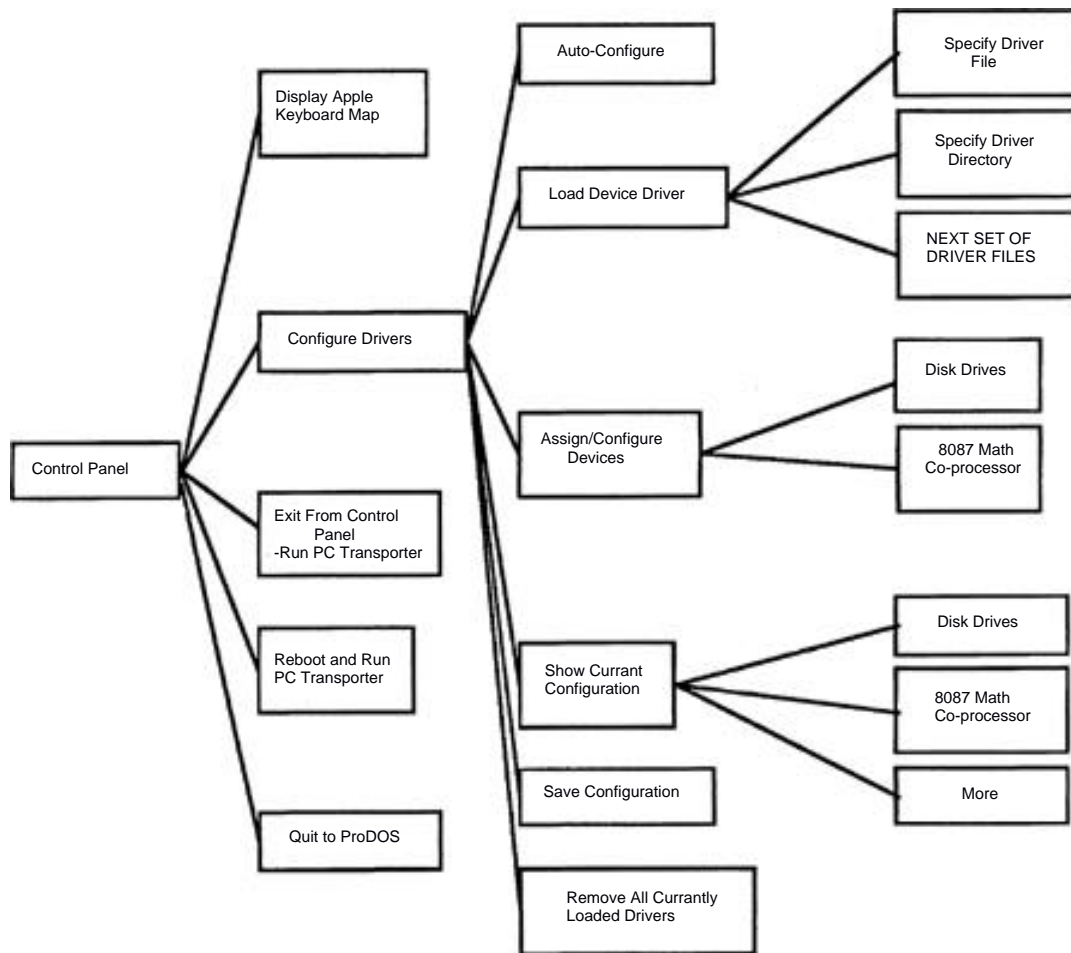 Control Panel
Display Apple
Keyboard Map
Configure Drivers
Exit From Control
Panel
-Run PC Transporter
Reboot and Run
PC Transporter
Quit to ProDOS
Auto-Configure
Load Device Driver
Assign/Configure
Devices
Show Currant
Configuration
Save Configuration
Remove All Currantly
Loaded Drivers
Specify Driver
File
Specify Driver
Directory
NEXT SET OF
DRIVER FILES
Disk Drives
8087 Math
Co-processor
Disk Drives
8087 Math
Co-processor
More